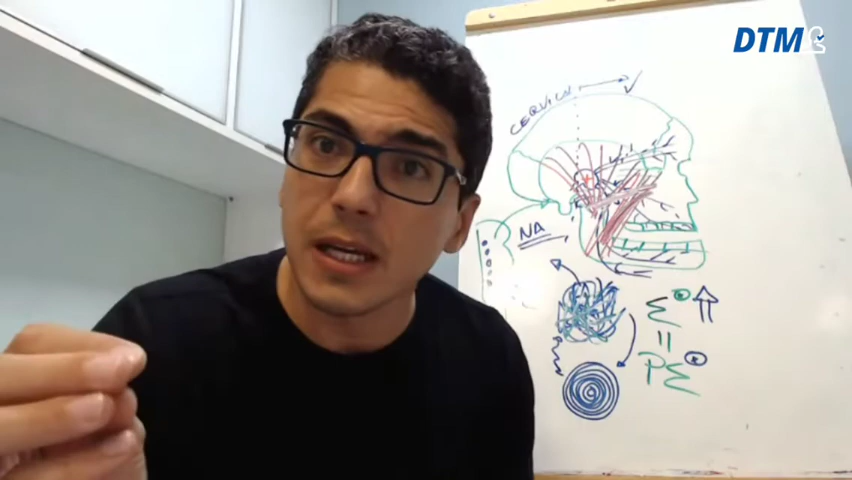 DTM
CERVICAL
NA
Σ ↑
=
PΣ